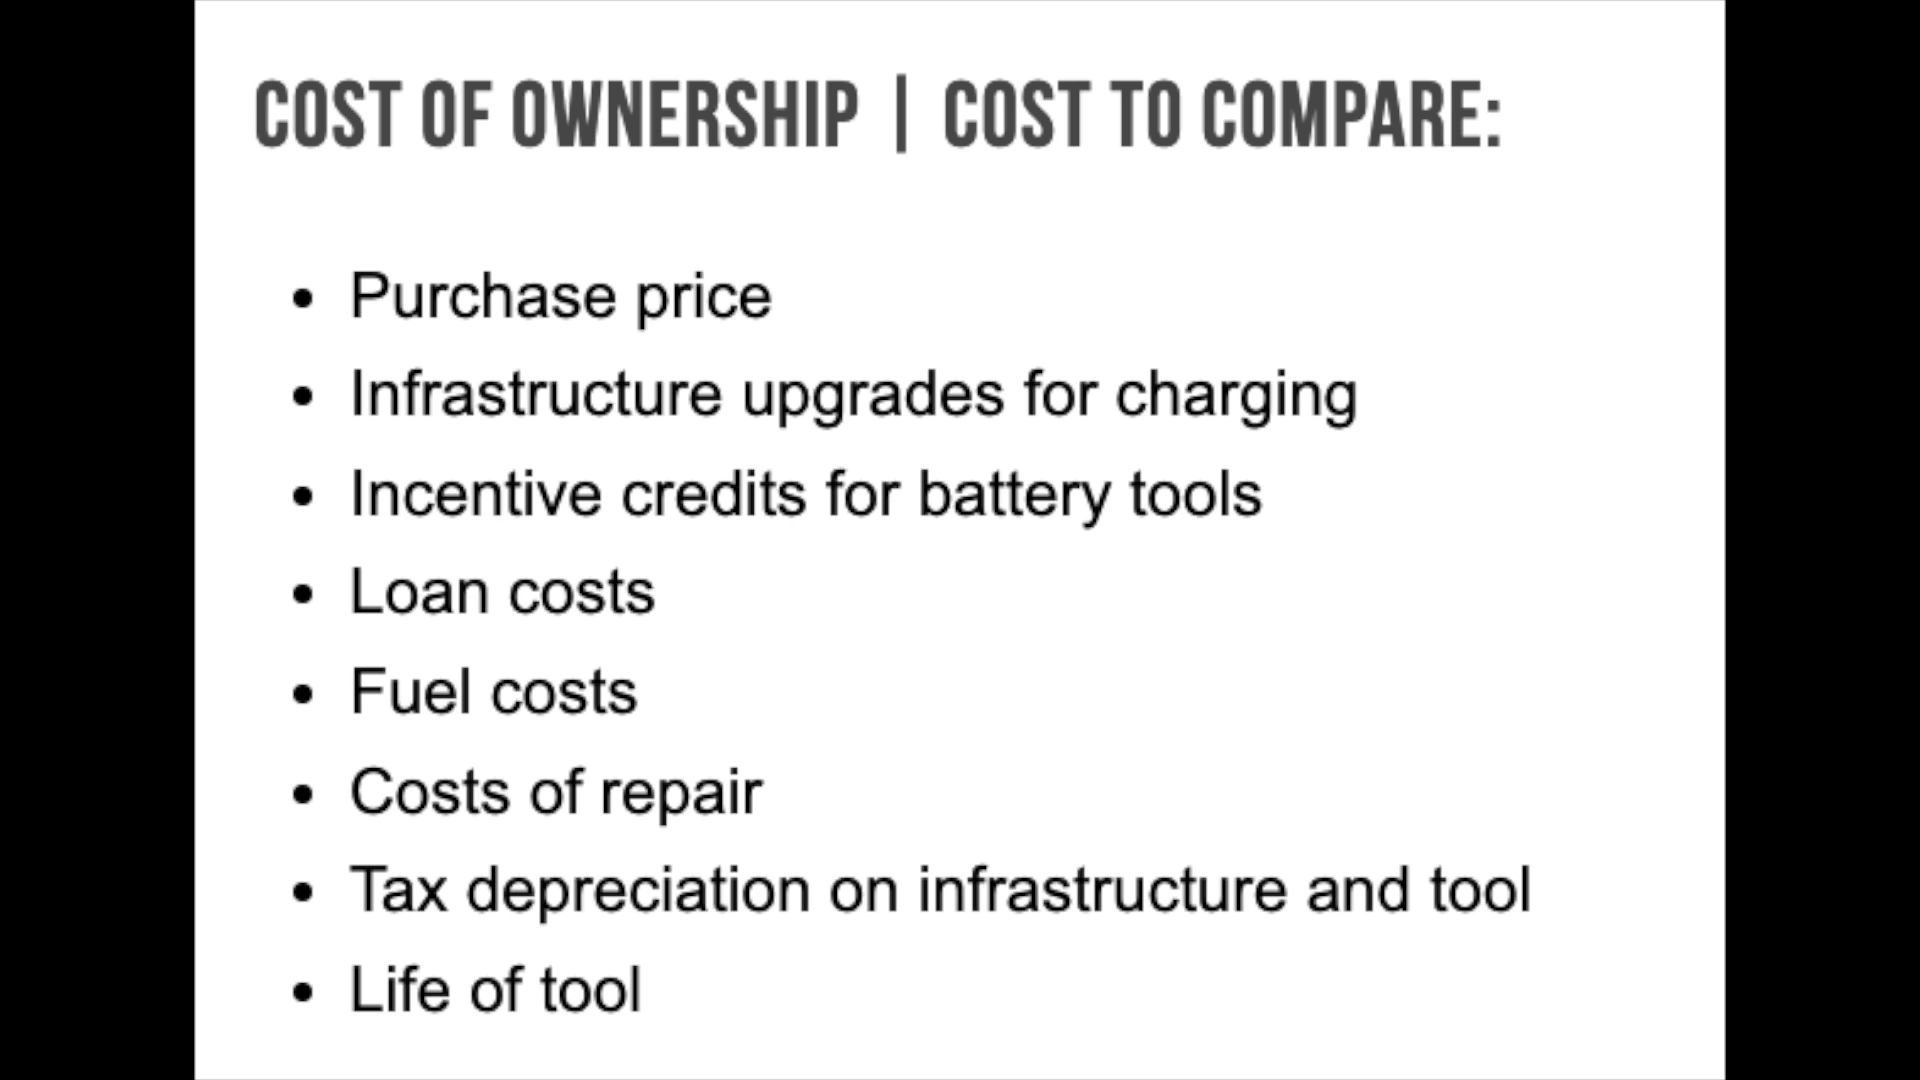 COST OF OWNERSHIP | COST TO COMPARE:
• Purchase price
• Infrastructure upgrades for charging
• Incentive credits for battery tools
• Loan costs
• Fuel costs
• Costs of repair
• Tax depreciation on infrastructure and tool
• Life of tool